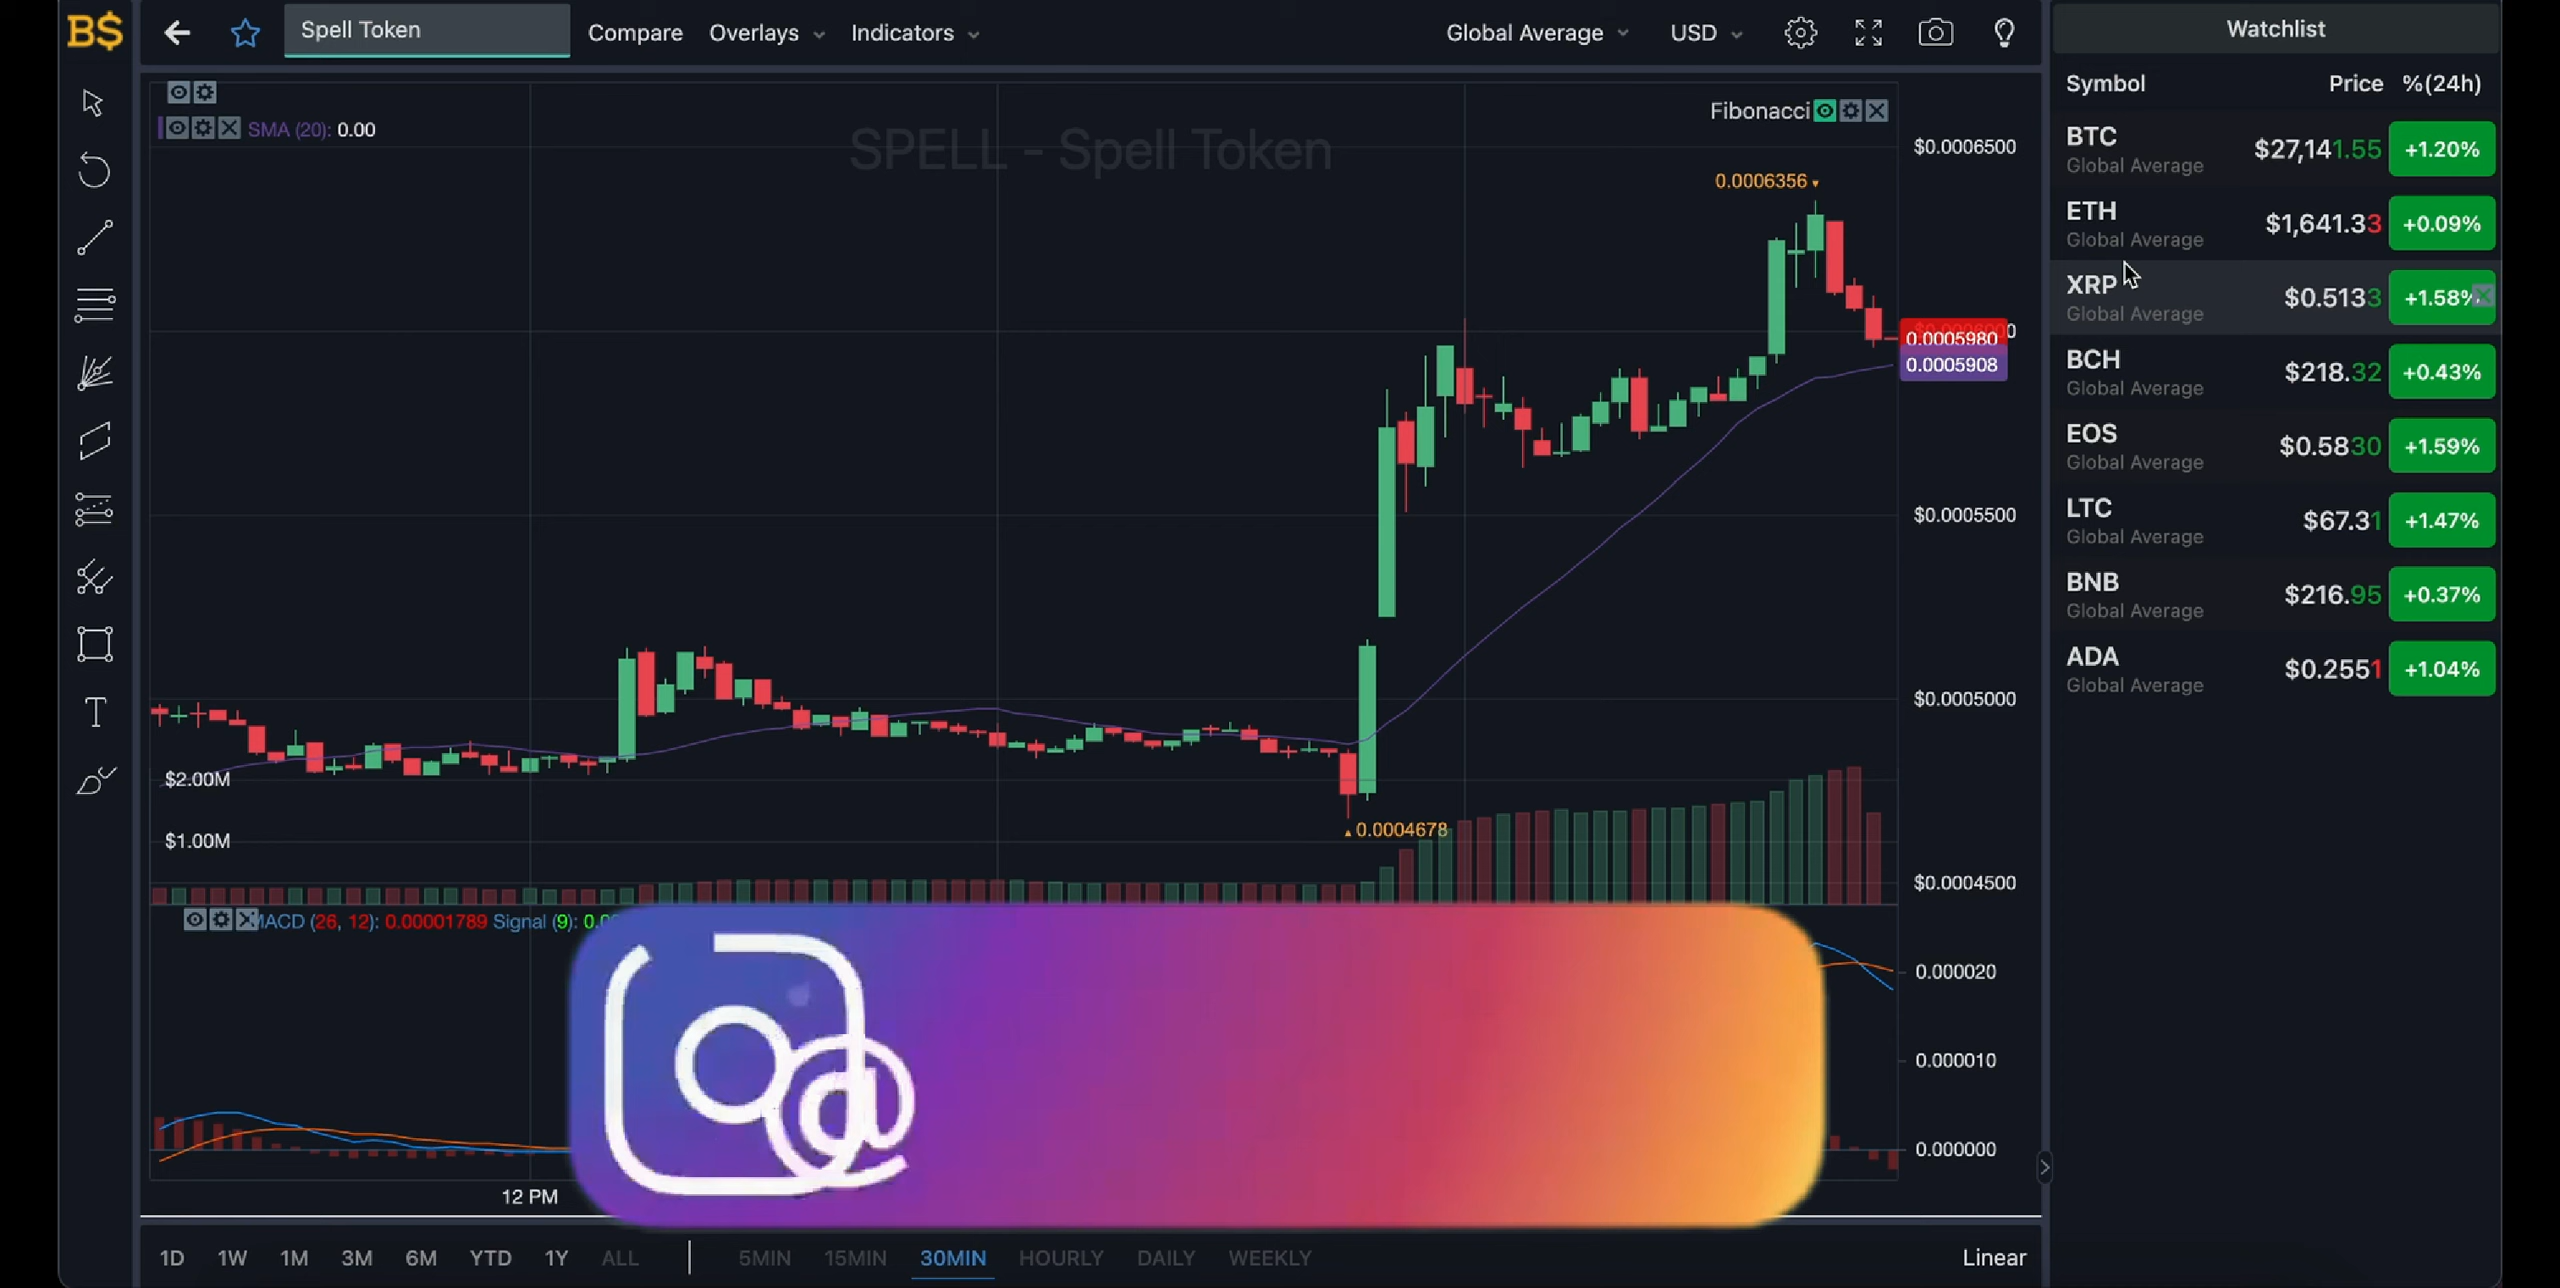 B$
Spell Token
Compare
Overlays
Indicators
Global Average
USD
Watchlist
Symbol Price %(24h)
SMA (20): 0.00
SPELL - Spell Token
Fibonacci
0.0006356
$0.0006500
0.0005980
0.0005908
$0.0005500
$0.0005000
$0.0004500
$2.00M
$1.00M
0.0004678
MACD (26, 12): 0.00001789 Signal (9):
0.000020
0.000010
0.000000
@
12 PM
1D 1W 1M 3M 6M YTD 1Y ALL
5MIN 15MIN 30MIN HOURLY DAILY WEEKLY
Linear
BTC $27,141.55 +1.20%
Global Average
ETH $1,641.33 +0.09%
Global Average
XRP $0.5133 +1.58%
Global Average
BCH $218.32 +0.43%
Global Average
EOS $0.5830 +1.59%
Global Average
LTC $67.31 +1.47%
Global Average
BNB $216.95 +0.37%
Global Average
ADA $0.2551 +1.04%
Global Average
T